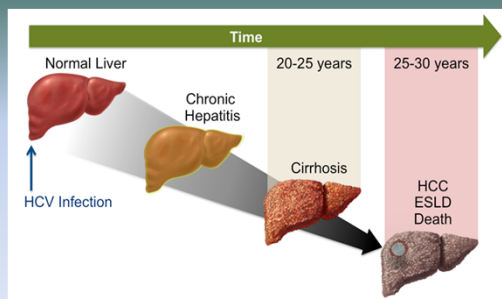 Time
Normal Liver
20-25 years
25-30 years
Chronic
Hepatitis
Cirrhosis
HCV Infection
HCC
ESLD
Death